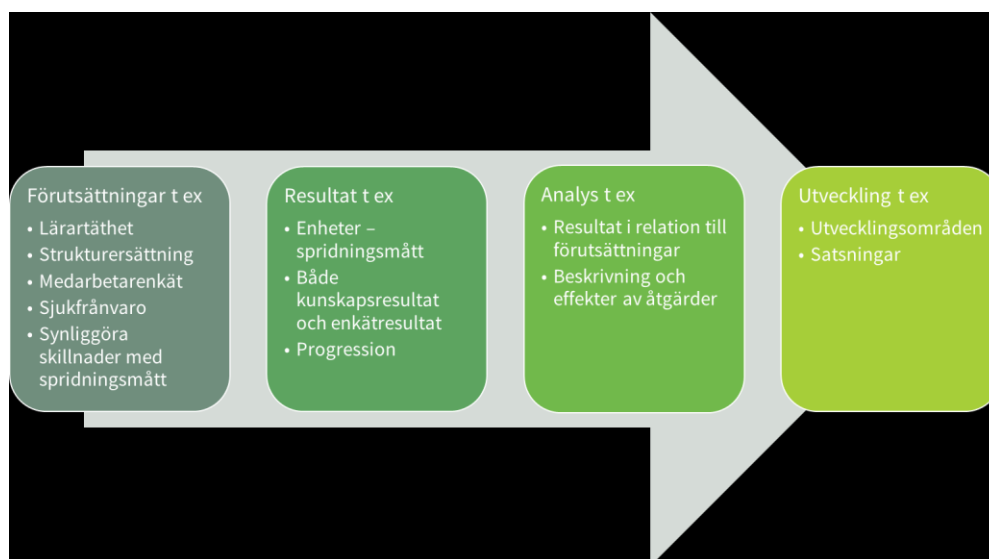 Förutsättningar t ex
• Lärartäthet
• Strukturersättning
• Medarbetarenkät
• Sjukfrånvaro
• Synliggöra
skillnader med
spridningsmått
Resultat t ex
• Enheter –
spridningsmått
• Både
kunskapsresultat
och enkätresultat
• Progression
Analys t ex
• Resultat i relation till
förutsättningar
• Beskrivning och
effekter av åtgärder
Utveckling t ex
• Utvecklingsområden
• Satsningar